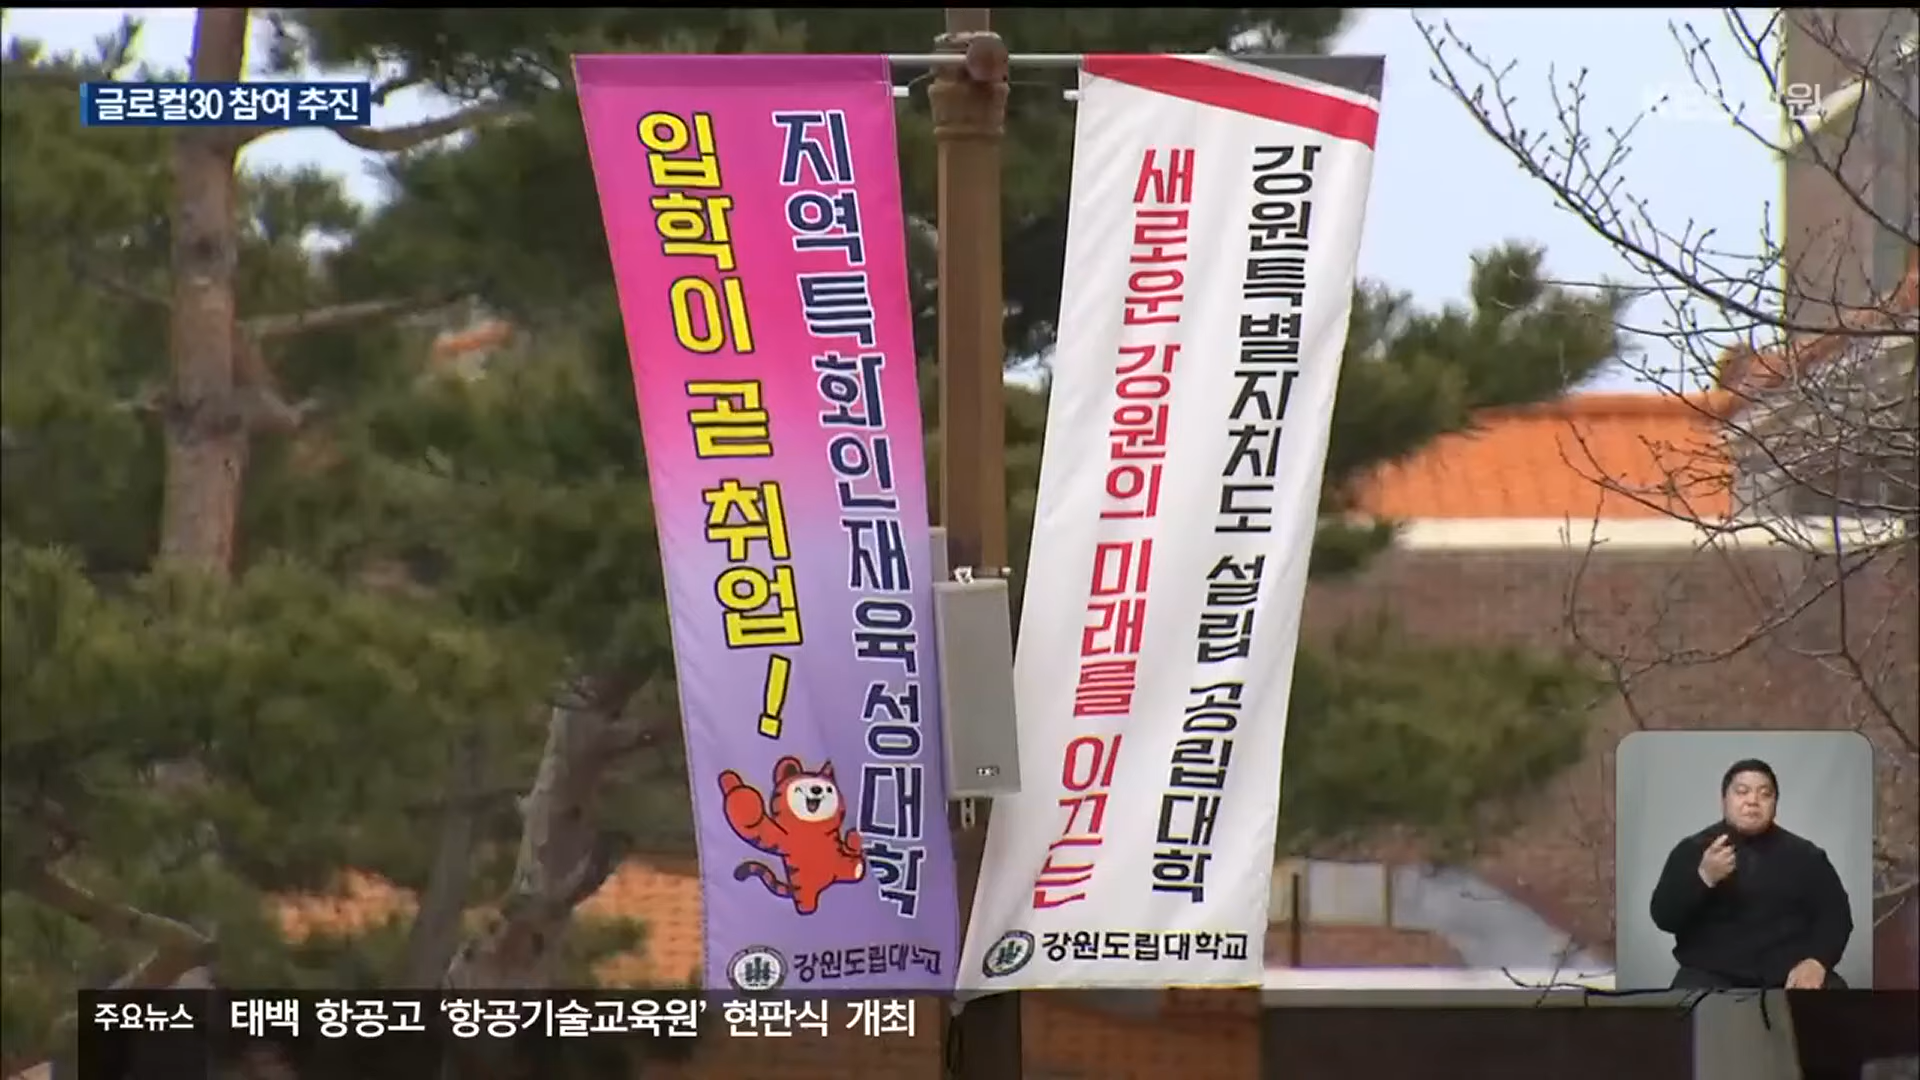 글로컬30 참여 추진
KBS 강원
지역특화인재육성대학
입학이 곧 취업!
강원도립대학교
강원특별자치도 설립 공립대학
새로운 강원의 미래를 이끄는
강원도립대학교
주요뉴스 태백 항공고 ‘항공기술교육원’ 현판식 개최